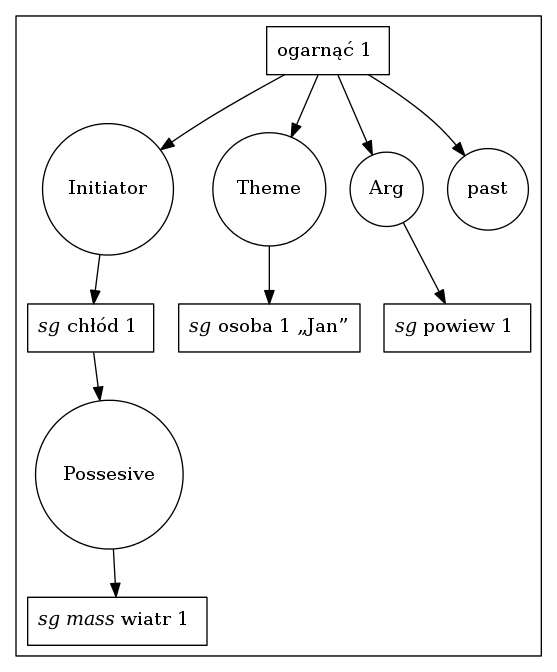 ogarnąć 1
Initiator
Theme
Arg
past
sg chłód 1
sg osoba 1 „Jan”
sg powiew 1
Possesive
sg mass wiatr 1